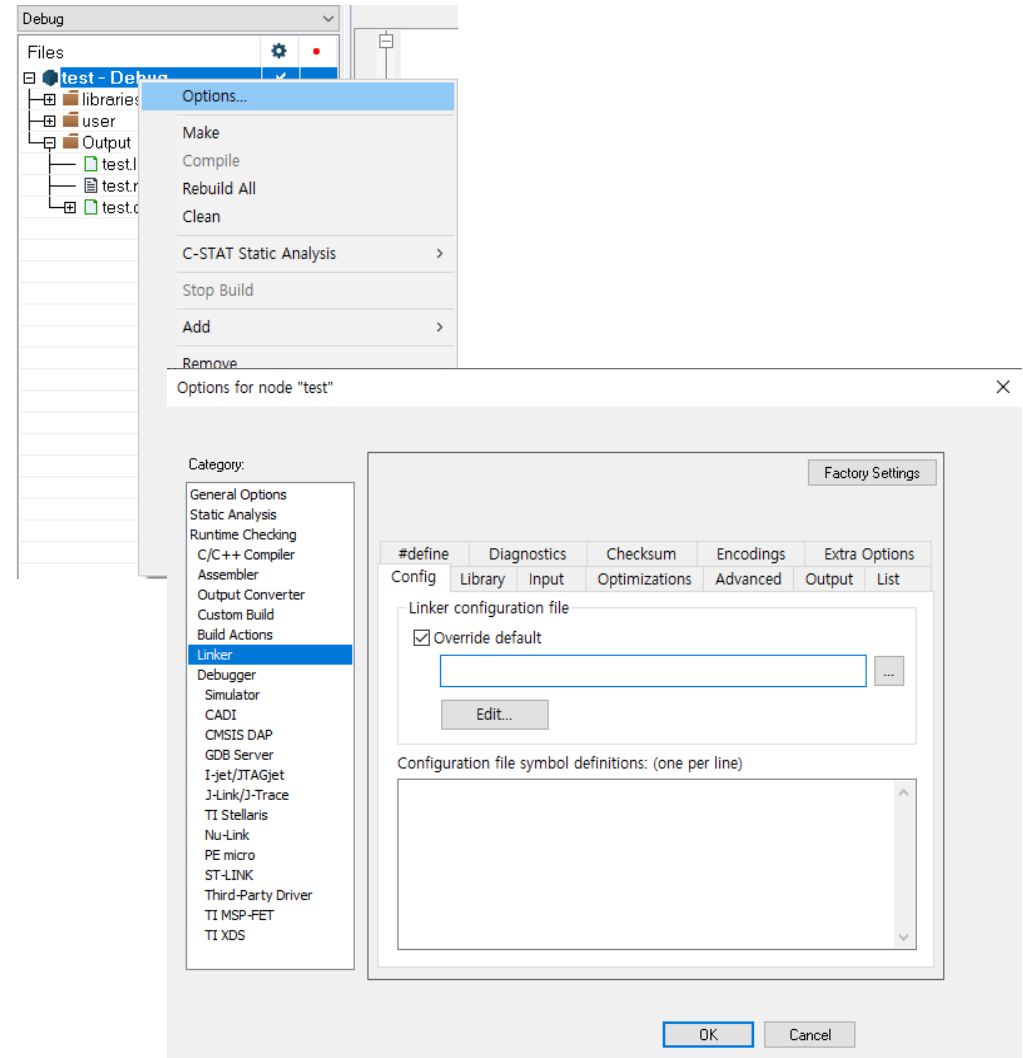 Debug
Files
test - Debug
libraries
user
Output
test.l
test.r
test.c
Options...
Make
Compile
Rebuild All
Clean
C-STAT Static Analysis
Stop Build
Add
Remove
Options for node "test"
Category:
General Options
Static Analysis
Runtime Checking
C/C++ Compiler
Assembler
Output Converter
Custom Build
Build Actions
Linker
Debugger
Simulator
CADI
CMSIS DAP
GDB Server
I-jet/JTAGjet
J-Link/J-Trace
TI Stellaris
Nu-Link
PE micro
ST-LINK
Third-Party Driver
TI MSP-FET
TI XDS
Factory Settings
#define Diagnostics Checksum Encodings Extra Options
Config Library Input Optimizations Advanced Output List
Linker configuration file
Override default
...
Edit...
Configuration file symbol definitions: (one per line)
OK Cancel